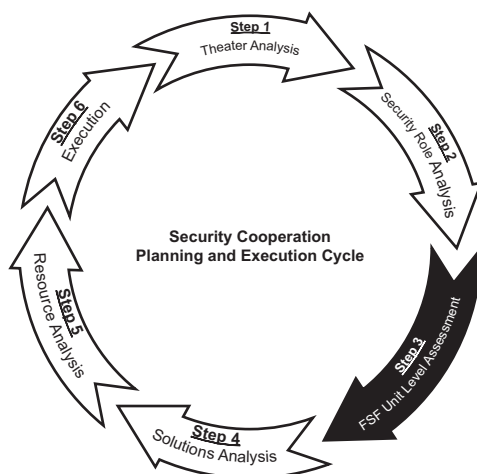 Step 1
Theater Analysis
Step 2
Security Role Analysis
Step 3
FSF Unit Level Assessment
Step 4
Solutions Analysis
Step 5
Resource Analysis
Step 6
Execution
Security Cooperation
Planning and Execution Cycle